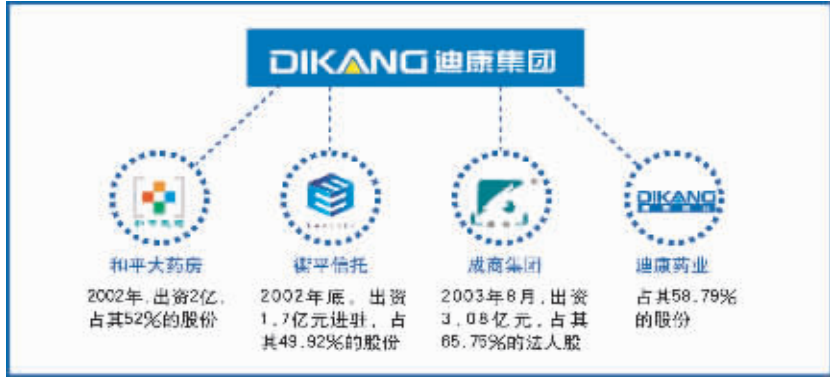 DIKANG 迪康集团
DIKANG
和平大药房
衡平信托
成商集团
迪康药业
2002年,出资2亿,
占其52%的股份
2002年底，出资
1.7亿元进驻，占
其49.92%的股份
2003年8月,出资
3.08亿元,占其
65.75%的法人股
占其58.79%
的股份